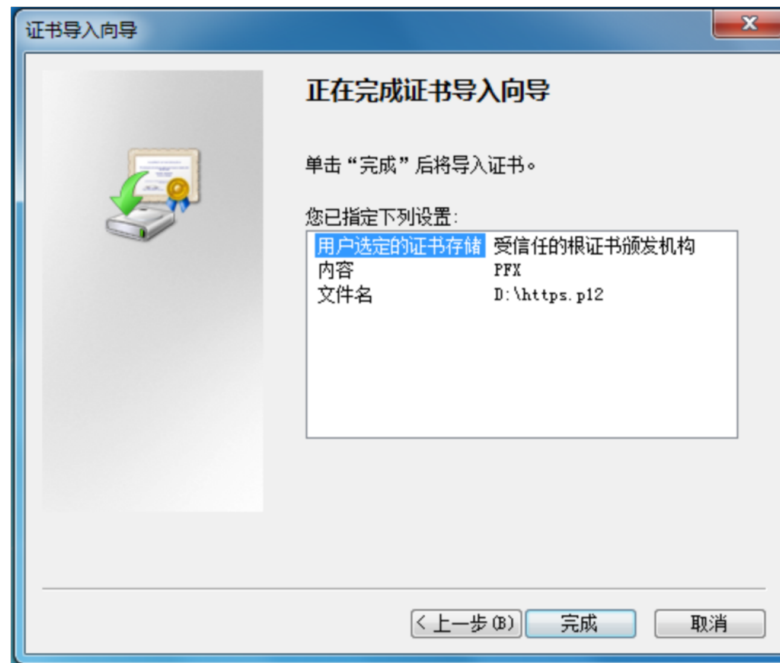 证书导入向导
正在完成证书导入向导
单击“完成”后将导入证书。
您已指定下列设置:
用户选定的证书存储 受信任的根证书颁发机构
内容 PFX
文件名 D:\https.p12
< 上一步(B) 完成 取消